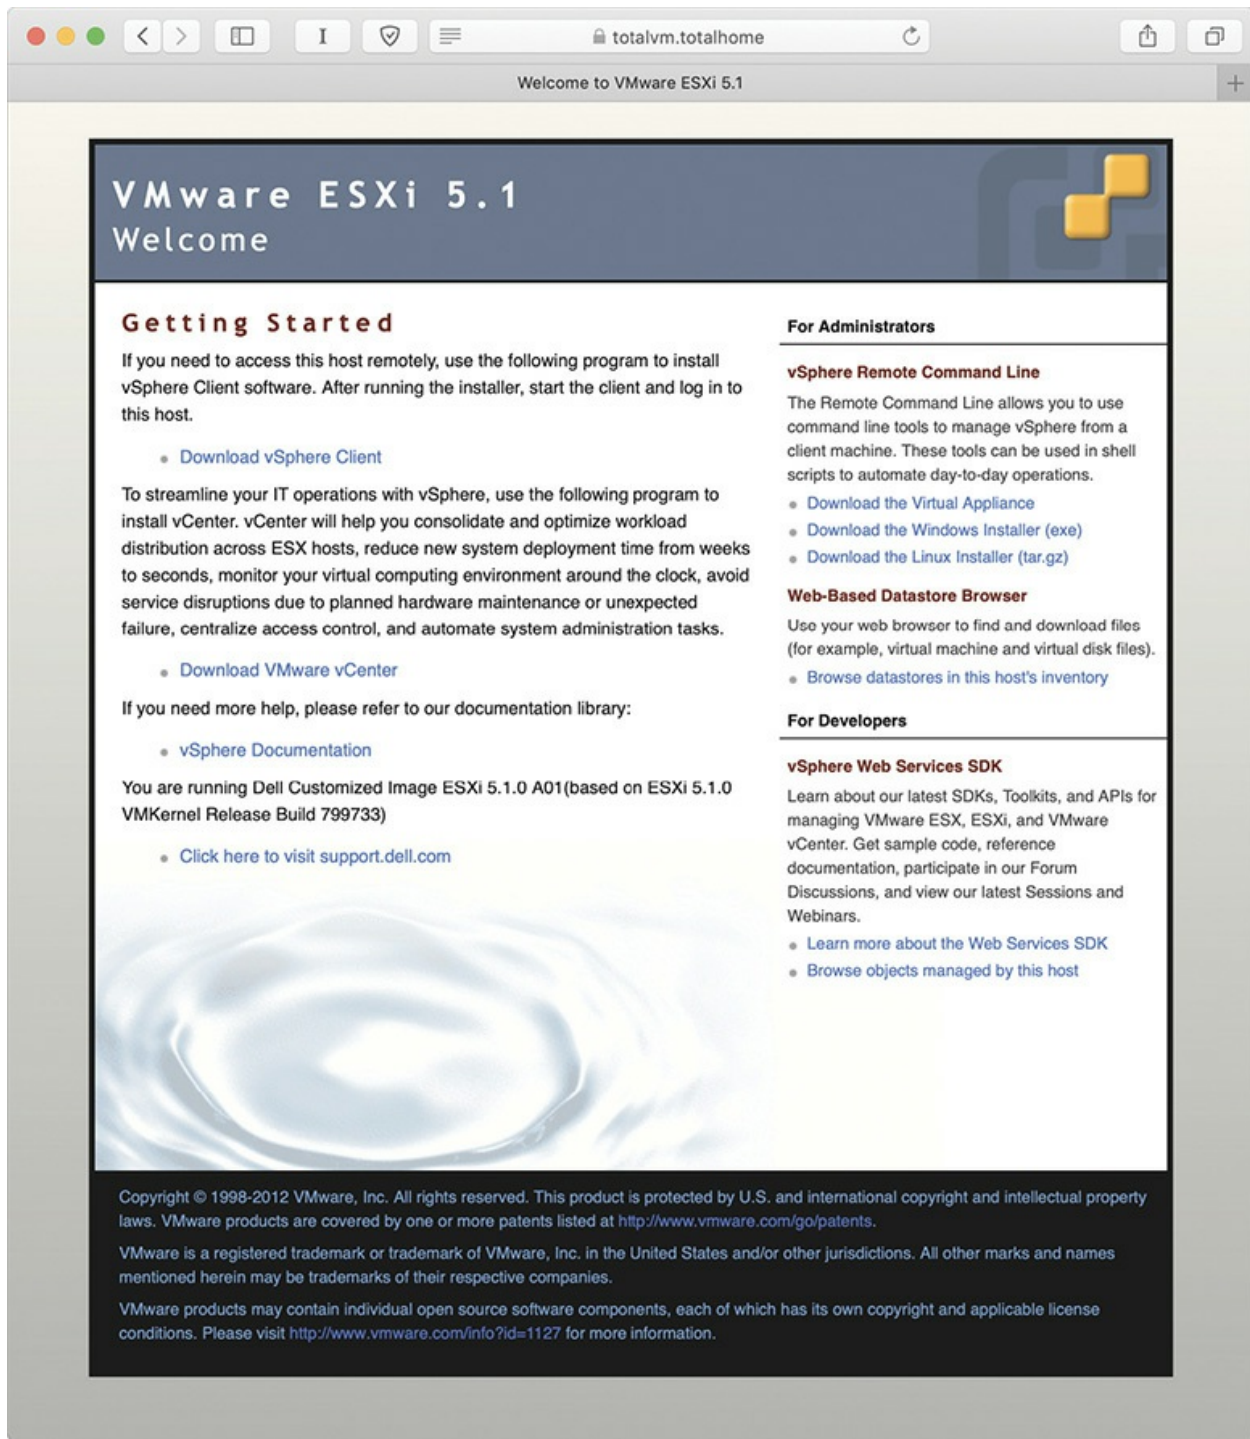 totalvm.totalhome
Welcome to VMware ESXi 5.1
VMware ESXi 5.1
Welcome
Getting Started
If you need to access this host remotely, use the following program to install
vSphere Client software. After running the installer, start the client and log in to
this host.
Download vSphere Client
To streamline your IT operations with vSphere, use the following program to
install vCenter. vCenter will help you consolidate and optimize workload
distribution across ESX hosts, reduce new system deployment time from weeks
to seconds, monitor your virtual computing environment around the clock, avoid
service disruptions due to planned hardware maintenance or unexpected
failure, centralize access control, and automate system administration tasks.
Download VMware vCenter
If you need more help, please refer to our documentation library:
vSphere Documentation
You are running Dell Customized Image ESXi 5.1.0 A01(based on ESXi 5.1.0
VMKernel Release Build 799733)
Click here to visit support.dell.com
For Administrators
vSphere Remote Command Line
The Remote Command Line allows you to use
command line tools to manage vSphere from a
client machine. These tools can be used in shell
scripts to automate day-to-day operations.
Download the Virtual Appliance
Download the Windows Installer (exe)
Download the Linux Installer (tar.gz)
Web-Based Datastore Browser
Use your web browser to find and download files
(for example, virtual machine and virtual disk files).
Browse datastores in this host's inventory
For Developers
vSphere Web Services SDK
Learn about our latest SDKs, Toolkits, and APIs for
managing VMware ESX, ESXi, and VMware
vCenter. Get sample code, reference
documentation, participate in our Forum
Discussions, and view our latest Sessions and
Webinars.
Learn more about the Web Services SDK
Browse objects managed by this host
Copyright © 1998-2012 VMware, Inc. All rights reserved. This product is protected by U.S. and international copyright and intellectual property
laws. VMware products are covered by one or more patents listed at http://www.vmware.com/go/patents.
VMware is a registered trademark or trademark of VMware, Inc. in the United States and/or other jurisdictions. All other marks and names
mentioned herein may be trademarks of their respective companies.
VMware products may contain individual open source software components, each of which has its own copyright and applicable license
conditions. Please visit http://www.vmware.com/info?id=1127 for more information.